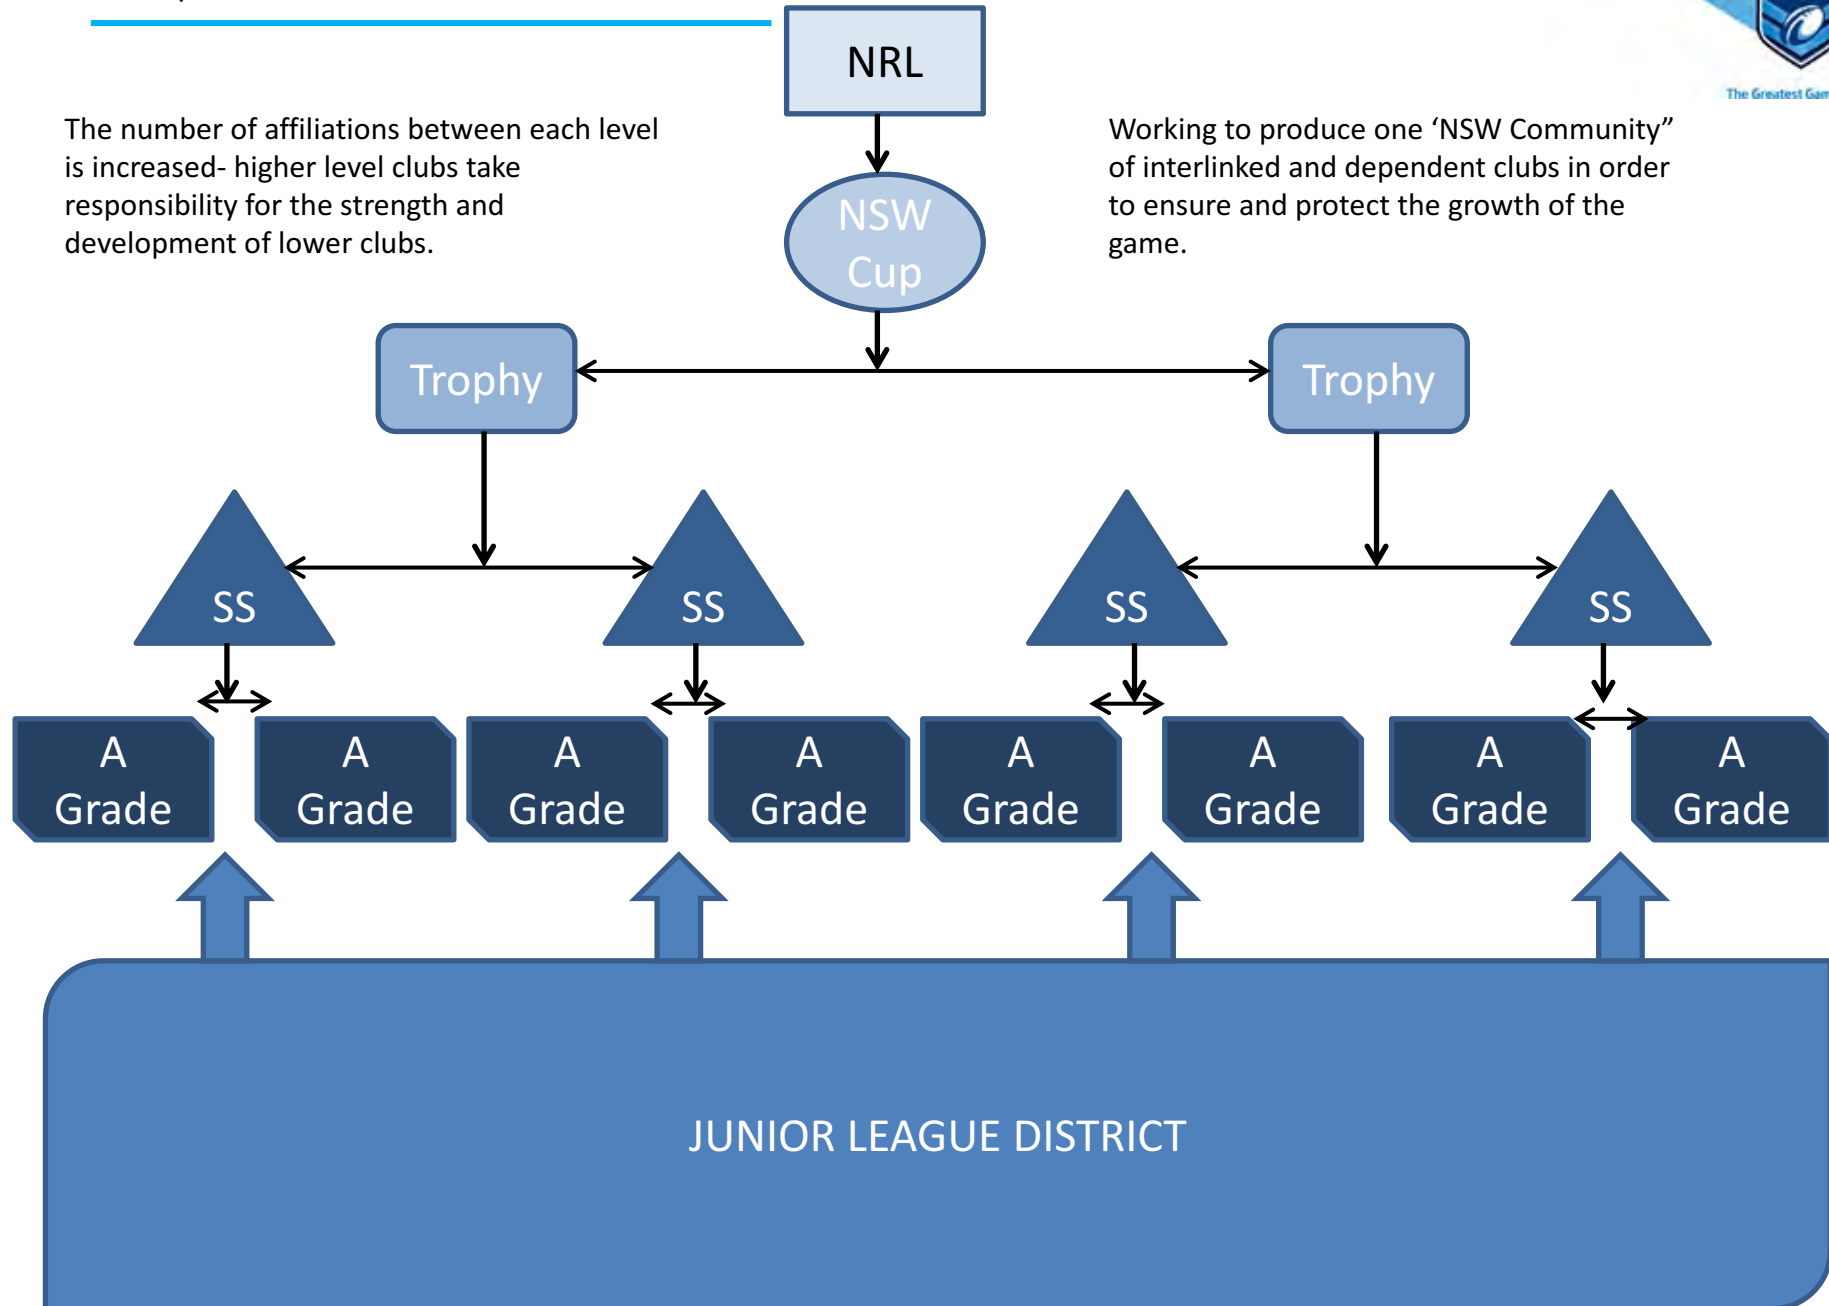 NRL
The number of affiliations between each level
is increased- higher level clubs take
responsibility for the strength and
development of lower clubs.
Working to produce one ‘NSW Community”
of interlinked and dependent clubs in order
to ensure and protect the growth of the
game.
The Greatest Gam
NSW
Cup
Trophy
Trophy
SS
SS
SS
SS
A
Grade
A
Grade
A
Grade
A
Grade
A
Grade
A
Grade
A
Grade
A
Grade
JUNIOR LEAGUE DISTRICT